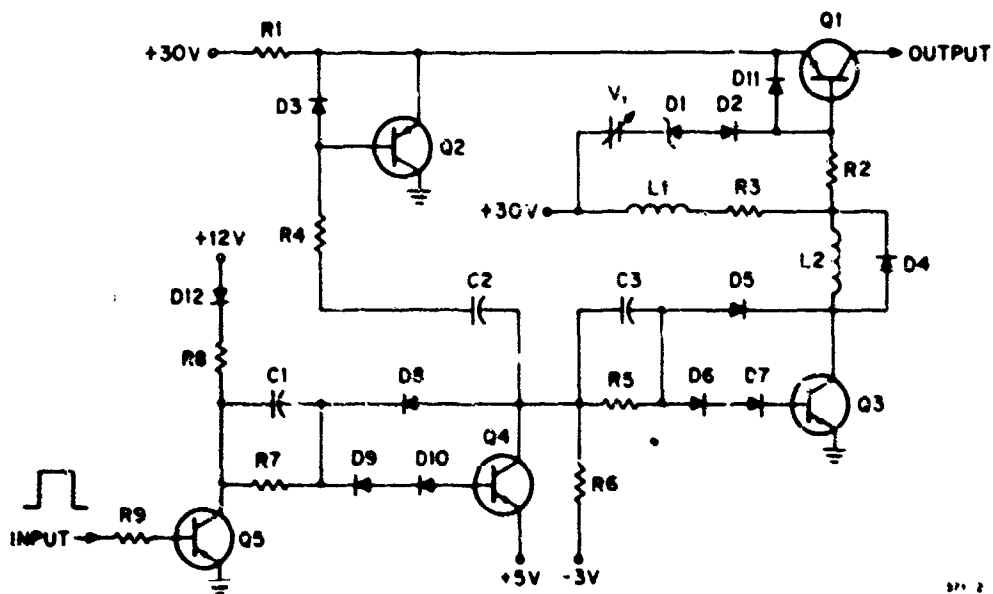 Q1
R1
+30V
OUTPUT
D11
V1
D1
D2
D3
Q2
R2
L1
R3
+30V
R4
+12V
L2
D4
C2
C3
D5
D12
R8
C1
D8
R5
D6
D7
Q3
Q4
R7
D9
D10
R6
R9
INPUT
Q5
+5V
-3V